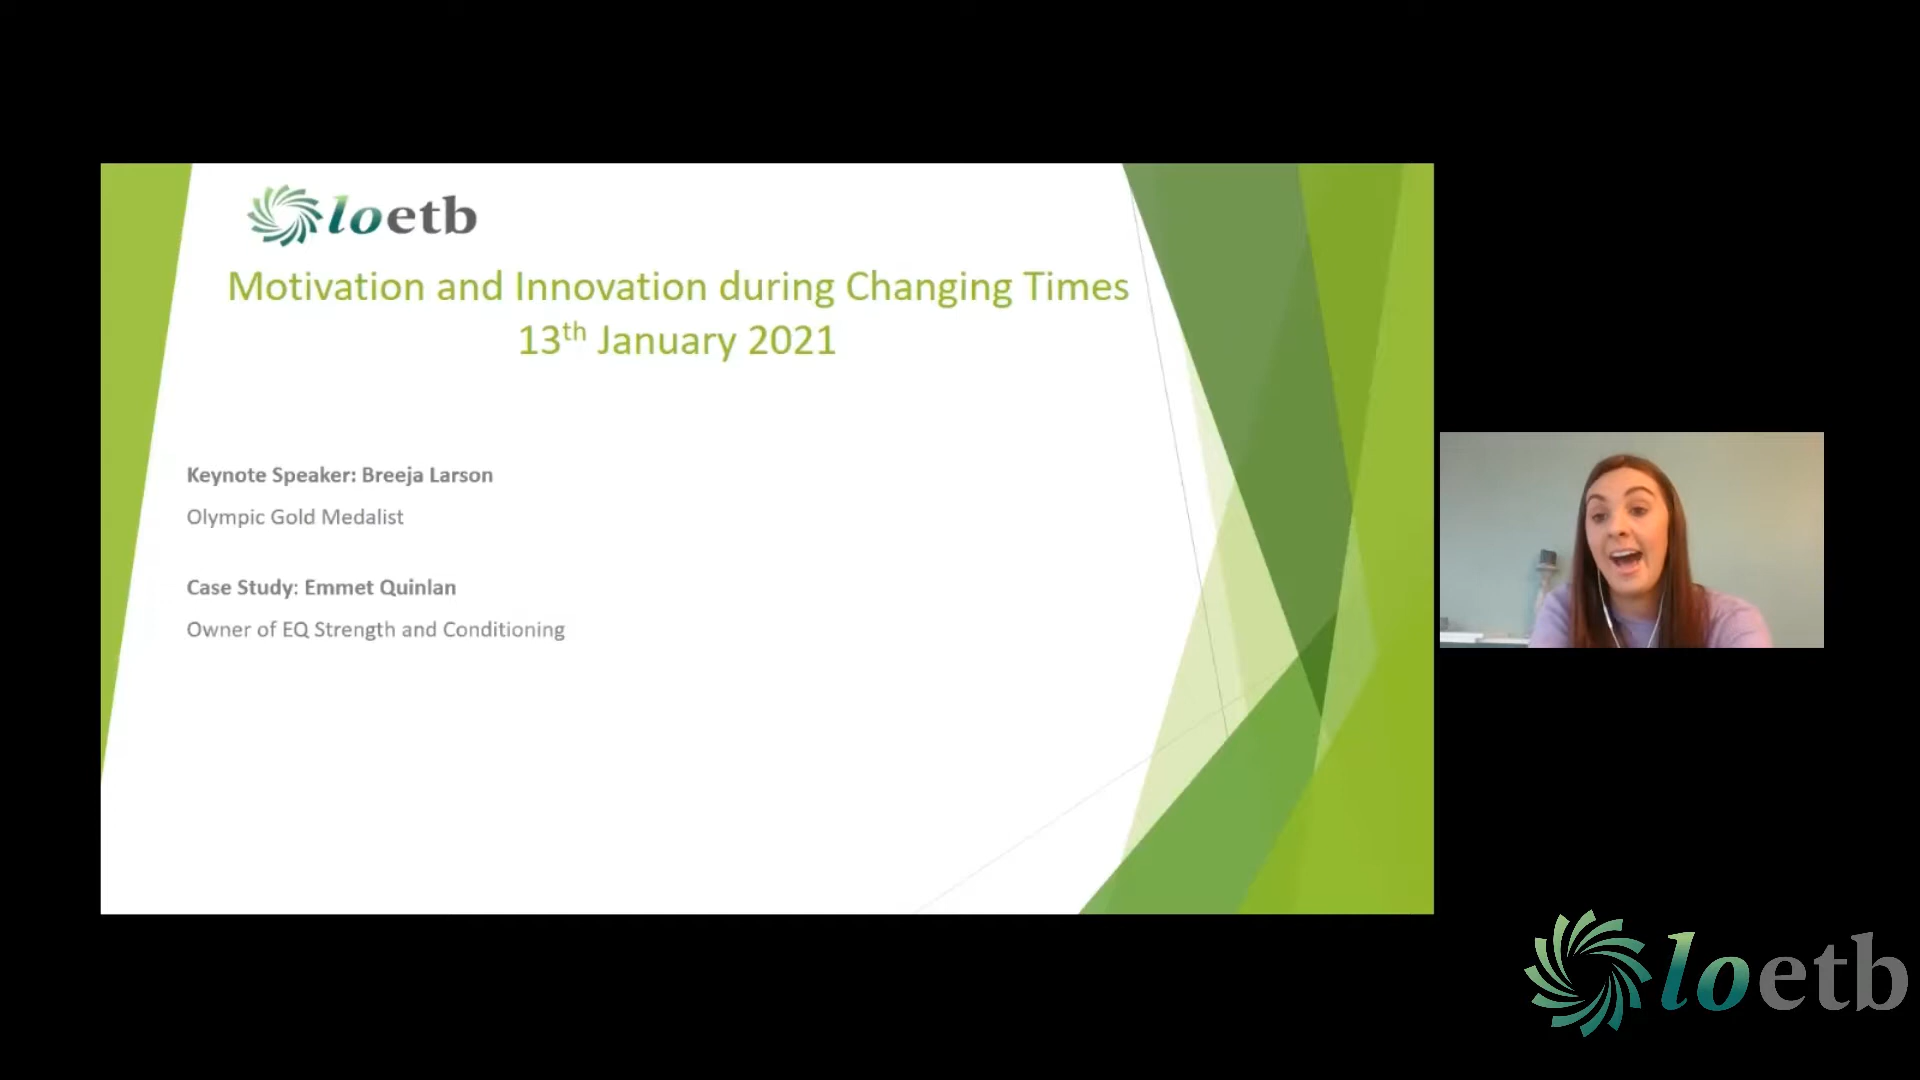 loetb
Motivation and Innovation during Changing Times
13th January 2021
Keynote Speaker: Breeja Larson
Olympic Gold Medalist
Case Study: Emmet Quinlan
Owner of EQ Strength and Conditioning
loetb